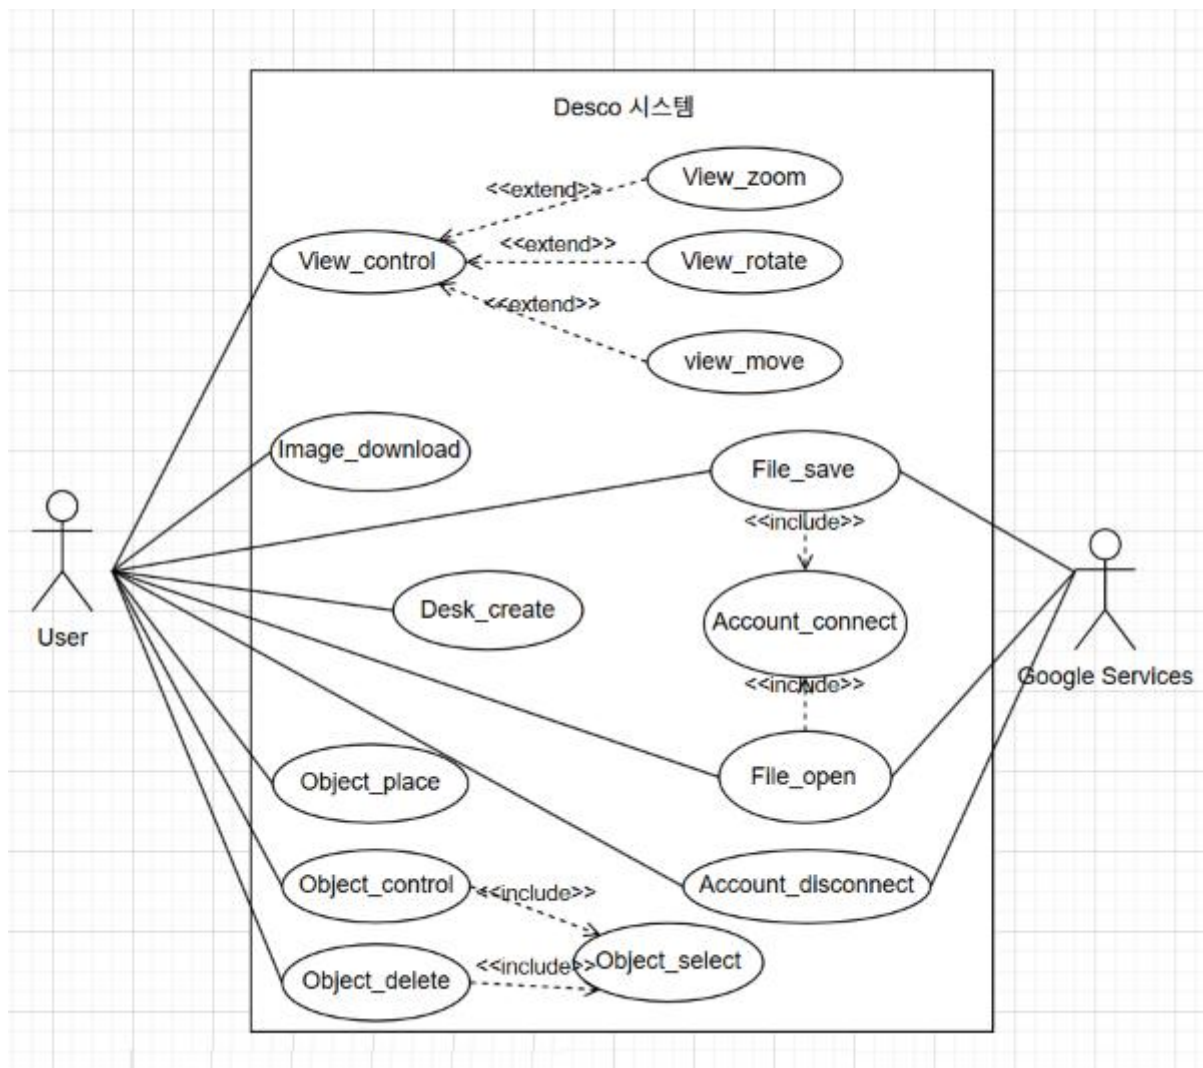 Desco 시스템
View_zoom
<<extend>>
View_control
<<extend>>
View_rotate
<<extend>>
view_move
Image_download
File_save
<<include>>
Desk_create
Account_connect
User
Google Services
<<include>>
Object_place
File_open
Object_control
<<include>>
Account_disconnect
Object_delete
<<include>>
Object_select